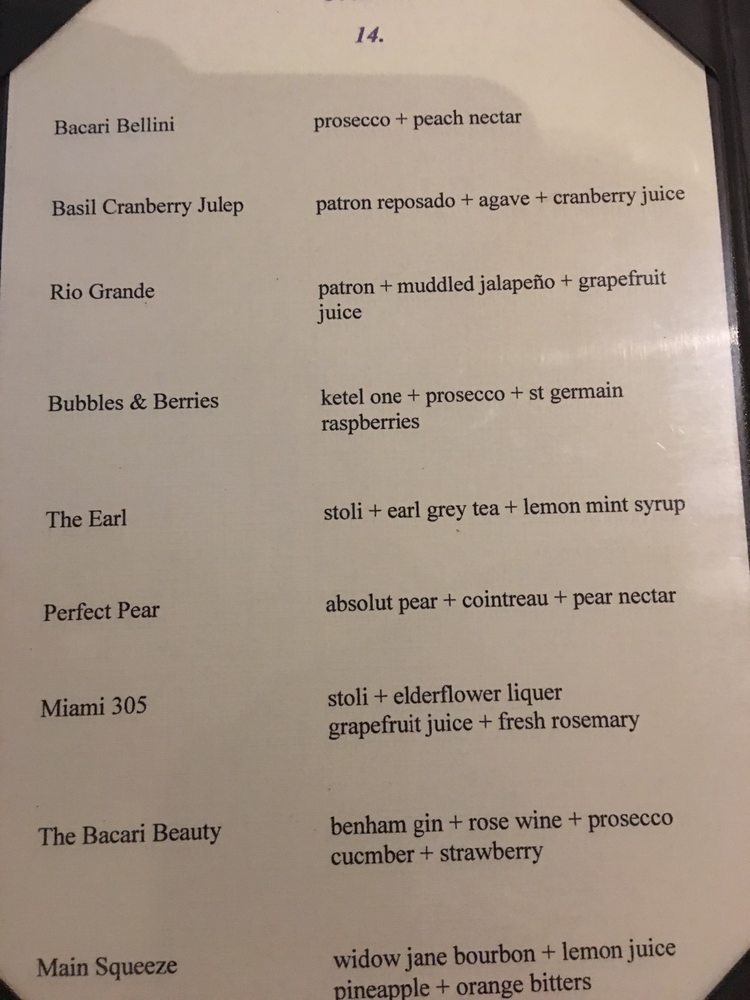 14.
Bacari Bellini prosecco + peach nectar
Basil Cranberry Julep patron reposado + agave + cranberry juice
Rio Grande patron + muddled jalapeño + grapefruit
juice
Bubbles & Berries ketel one + prosecco + st germain
raspberries
The Earl stoli + earl grey tea + lemon mint syrup
Perfect Pear absolut pear + cointreau + pear nectar
Miami 305 stoli + elderflower liquer
grapefruit juice + fresh rosemary
The Bacari Beauty benham gin + rose wine + prosecco
cucmber + strawberry
Main Squeeze widow jane bourbon + lemon juice
pineapple + orange bitters